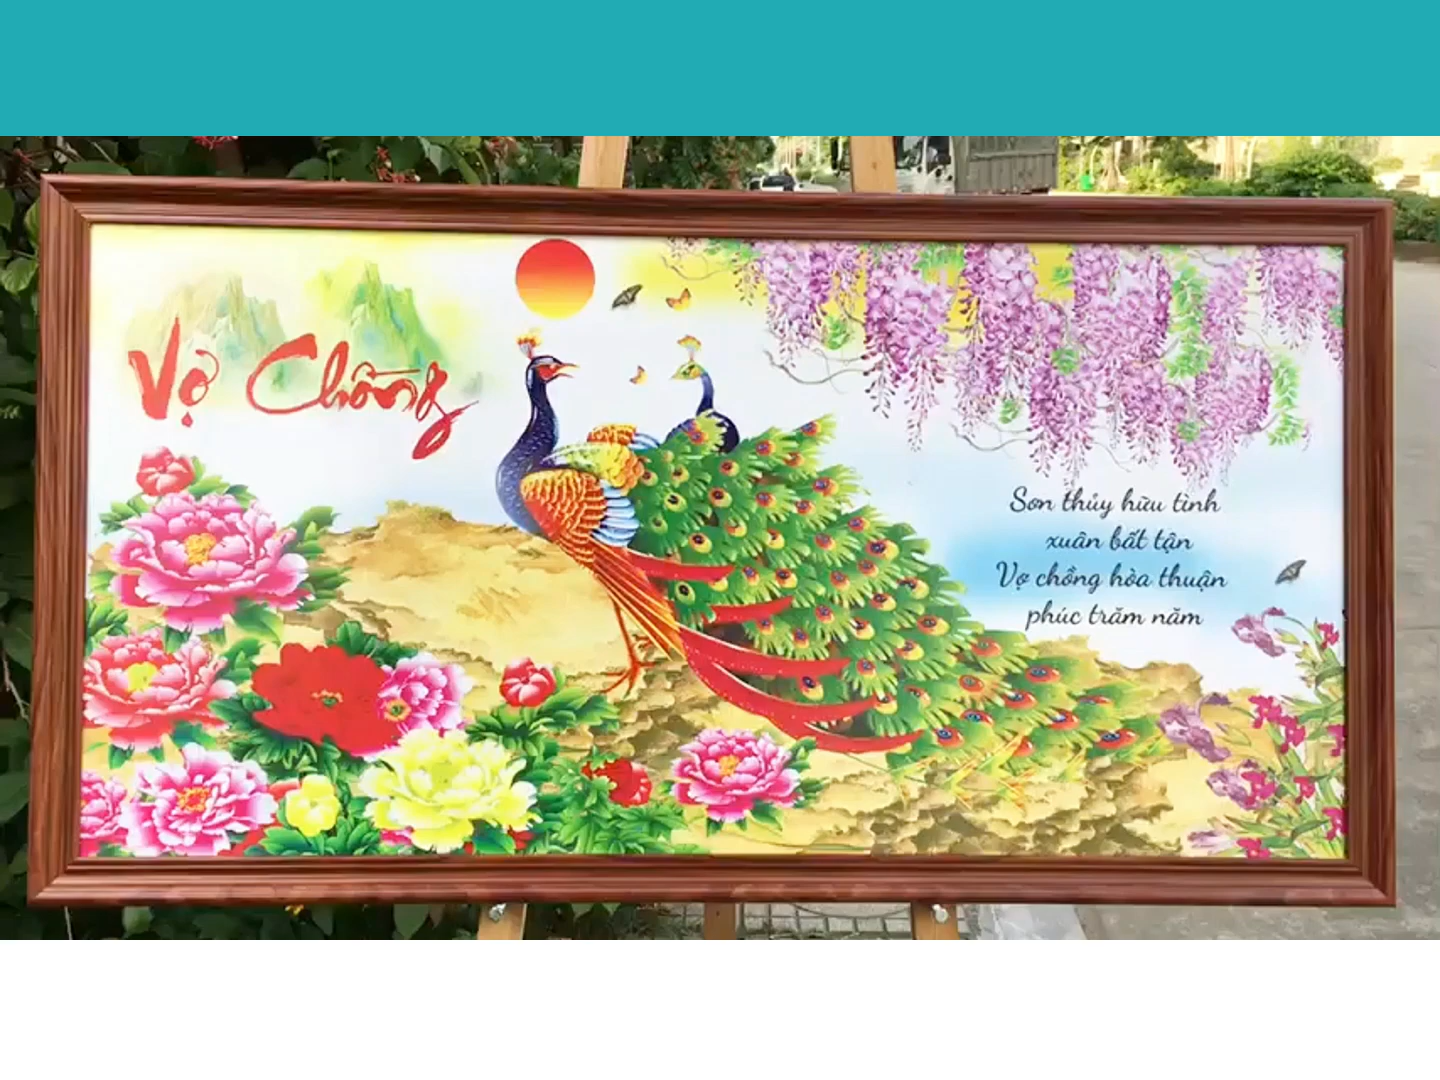 Vợ Chồng
Sơn thủy hữu tình
xuân bất tận
Vợ chồng hòa thuận
phúc trăm năm